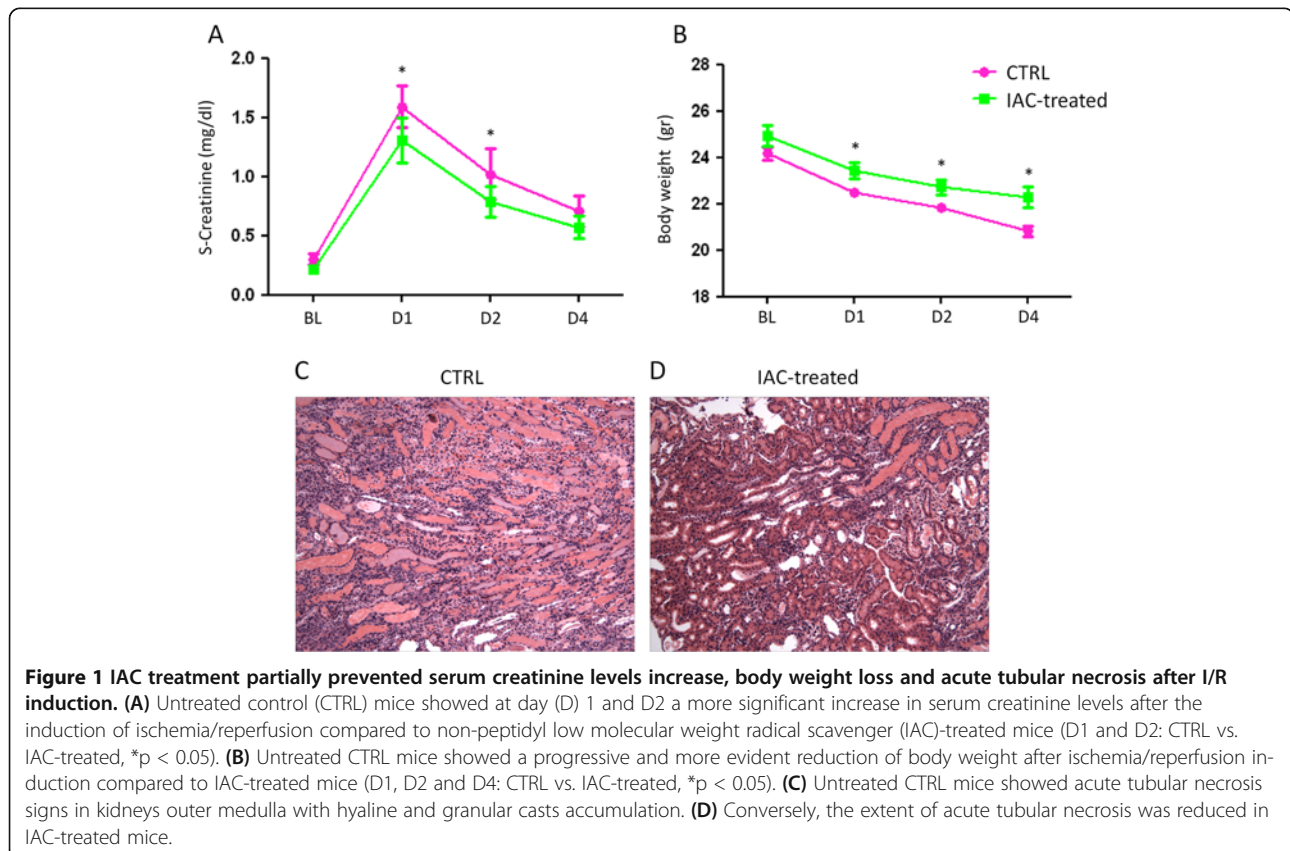 A
B
2.0
1.5
1.0
0.5
0.0
S-Creatinine (mg/dl)
*
*
BL D1 D2 D4
28
26
24
22
20
18
Body weight (gr)
CTRL
IAC-treated
*
*
*
BL D1 D2 D4
C
CTRL
D
IAC-treated
Figure 1 IAC treatment partially prevented serum creatinine levels increase, body weight loss and acute tubular necrosis after I/R
induction. (A) Untreated control (CTRL) mice showed at day (D) 1 and D2 a more significant increase in serum creatinine levels after the
induction of ischemia/reperfusion compared to non-peptidyl low molecular weight radical scavenger (IAC)-treated mice (D1 and D2: CTRL vs.
IAC-treated, *p < 0.05). (B) Untreated CTRL mice showed a progressive and more evident reduction of body weight after ischemia/reperfusion in-
duction compared to IAC-treated mice (D1, D2 and D4: CTRL vs. IAC-treated, *p < 0.05). (C) Untreated CTRL mice showed acute tubular necrosis
signs in kidneys outer medulla with hyaline and granular casts accumulation. (D) Conversely, the extent of acute tubular necrosis was reduced in
IAC-treated mice.